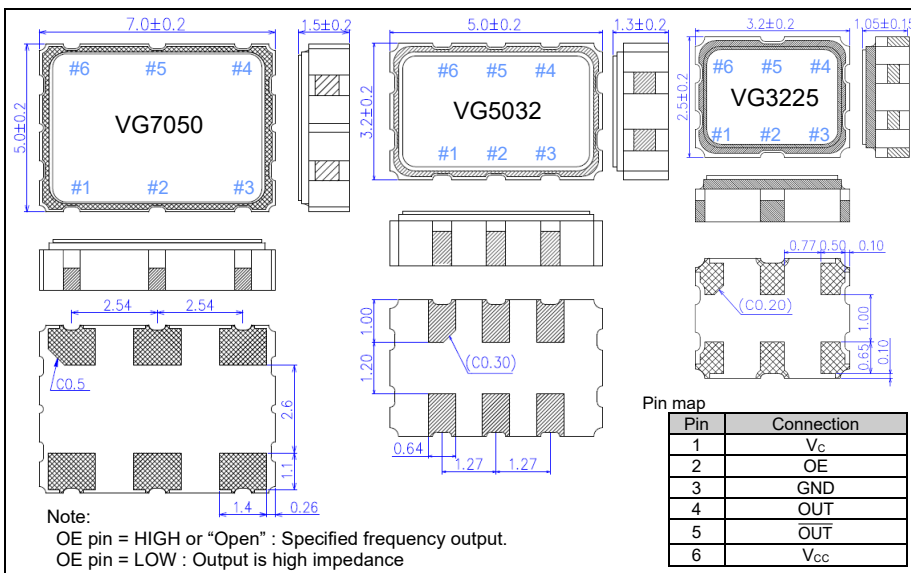 7.0±0.2
1.5±0.2
5.0±0.2
1.3±0.2
3.2±0.2
1.05±0.15
5.0±0.2
#6 #5 #4
VG7050
#1 #2 #3
3.2±0.2
#6 #5 #4
VG5032
#1 #2 #3
2.5±0.2
#6 #5 #4
VG3225
#1 #2 #3
2.54 2.54
C0.5
2.6
1.1
1.4 0.26
1.00
1.20
(C0.30)
0.64
1.27 1.27
0.77 0.50 0.10
(C0.20)
1.00
0.65
0.10
Note:
OE pin = HIGH or “Open” : Specified frequency output.
OE pin = LOW : Output is high impedance
Pin map
Pin Connection
1 VC
2 OE
3 GND
4 OUT
5 O̅U̅T̅
6 VCC